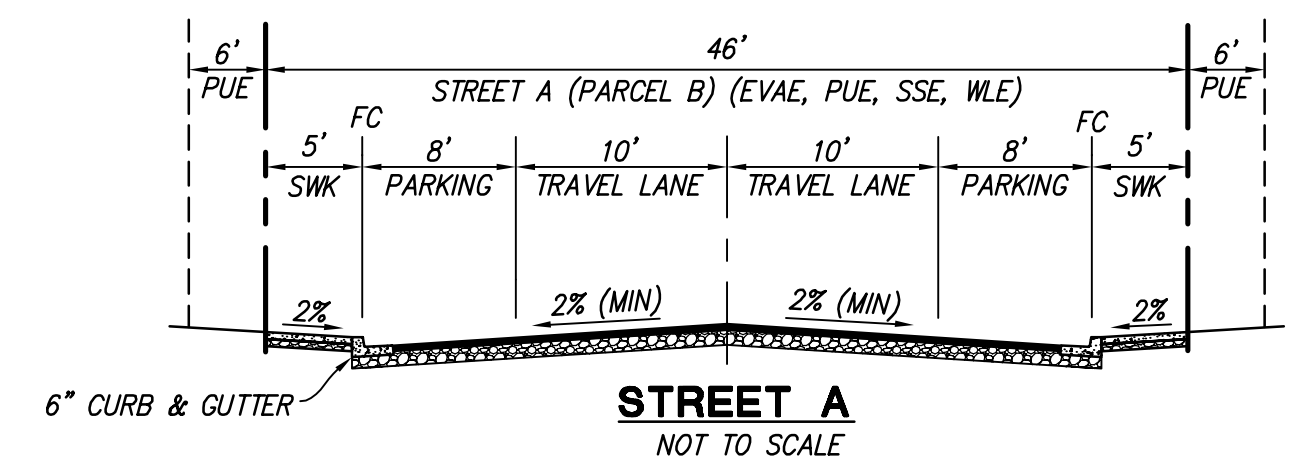 6' 46' 6'
PUE STREET A (PARCEL B) (EVAE, PUE, SSE, WLE) PUE
FC FC
5' 8' 10' 10' 8' 5'
SWK PARKING TRAVEL LANE TRAVEL LANE PARKING SWK
2% 2% (MIN) 2% (MIN) 2%
6" CURB & GUTTER
STREET A
NOT TO SCALE